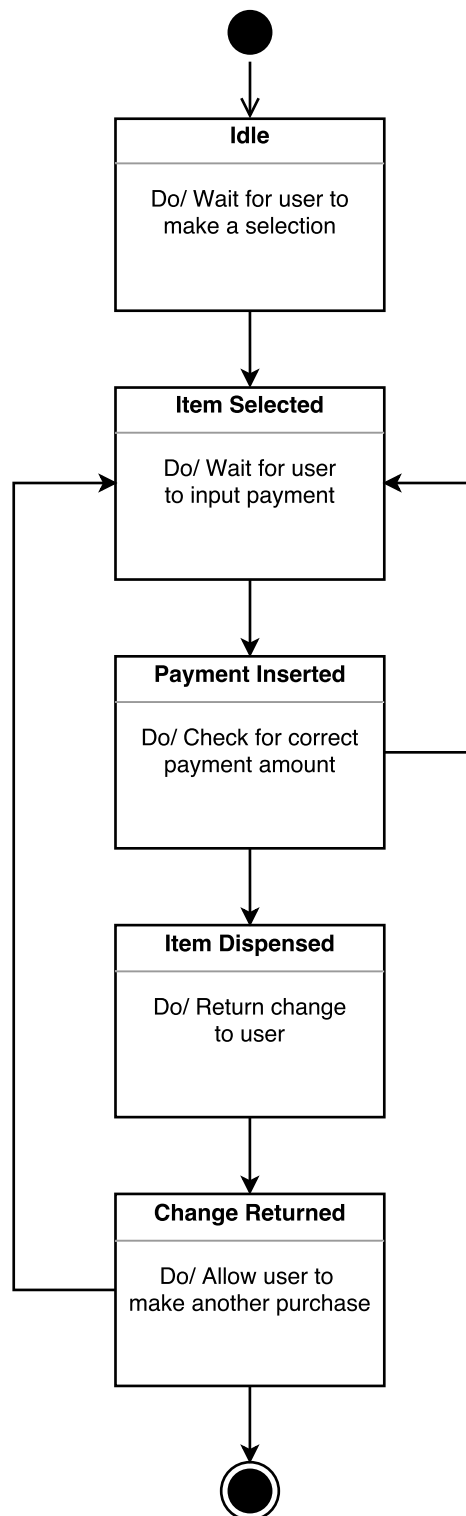 Idle
Do/ Wait for user to
make a selection
Item Selected
Do/ Wait for user
to input payment
Payment Inserted
Do/ Check for correct
payment amount
Item Dispensed
Do/ Return change
to user
Change Returned
Do/ Allow user to
make another purchase